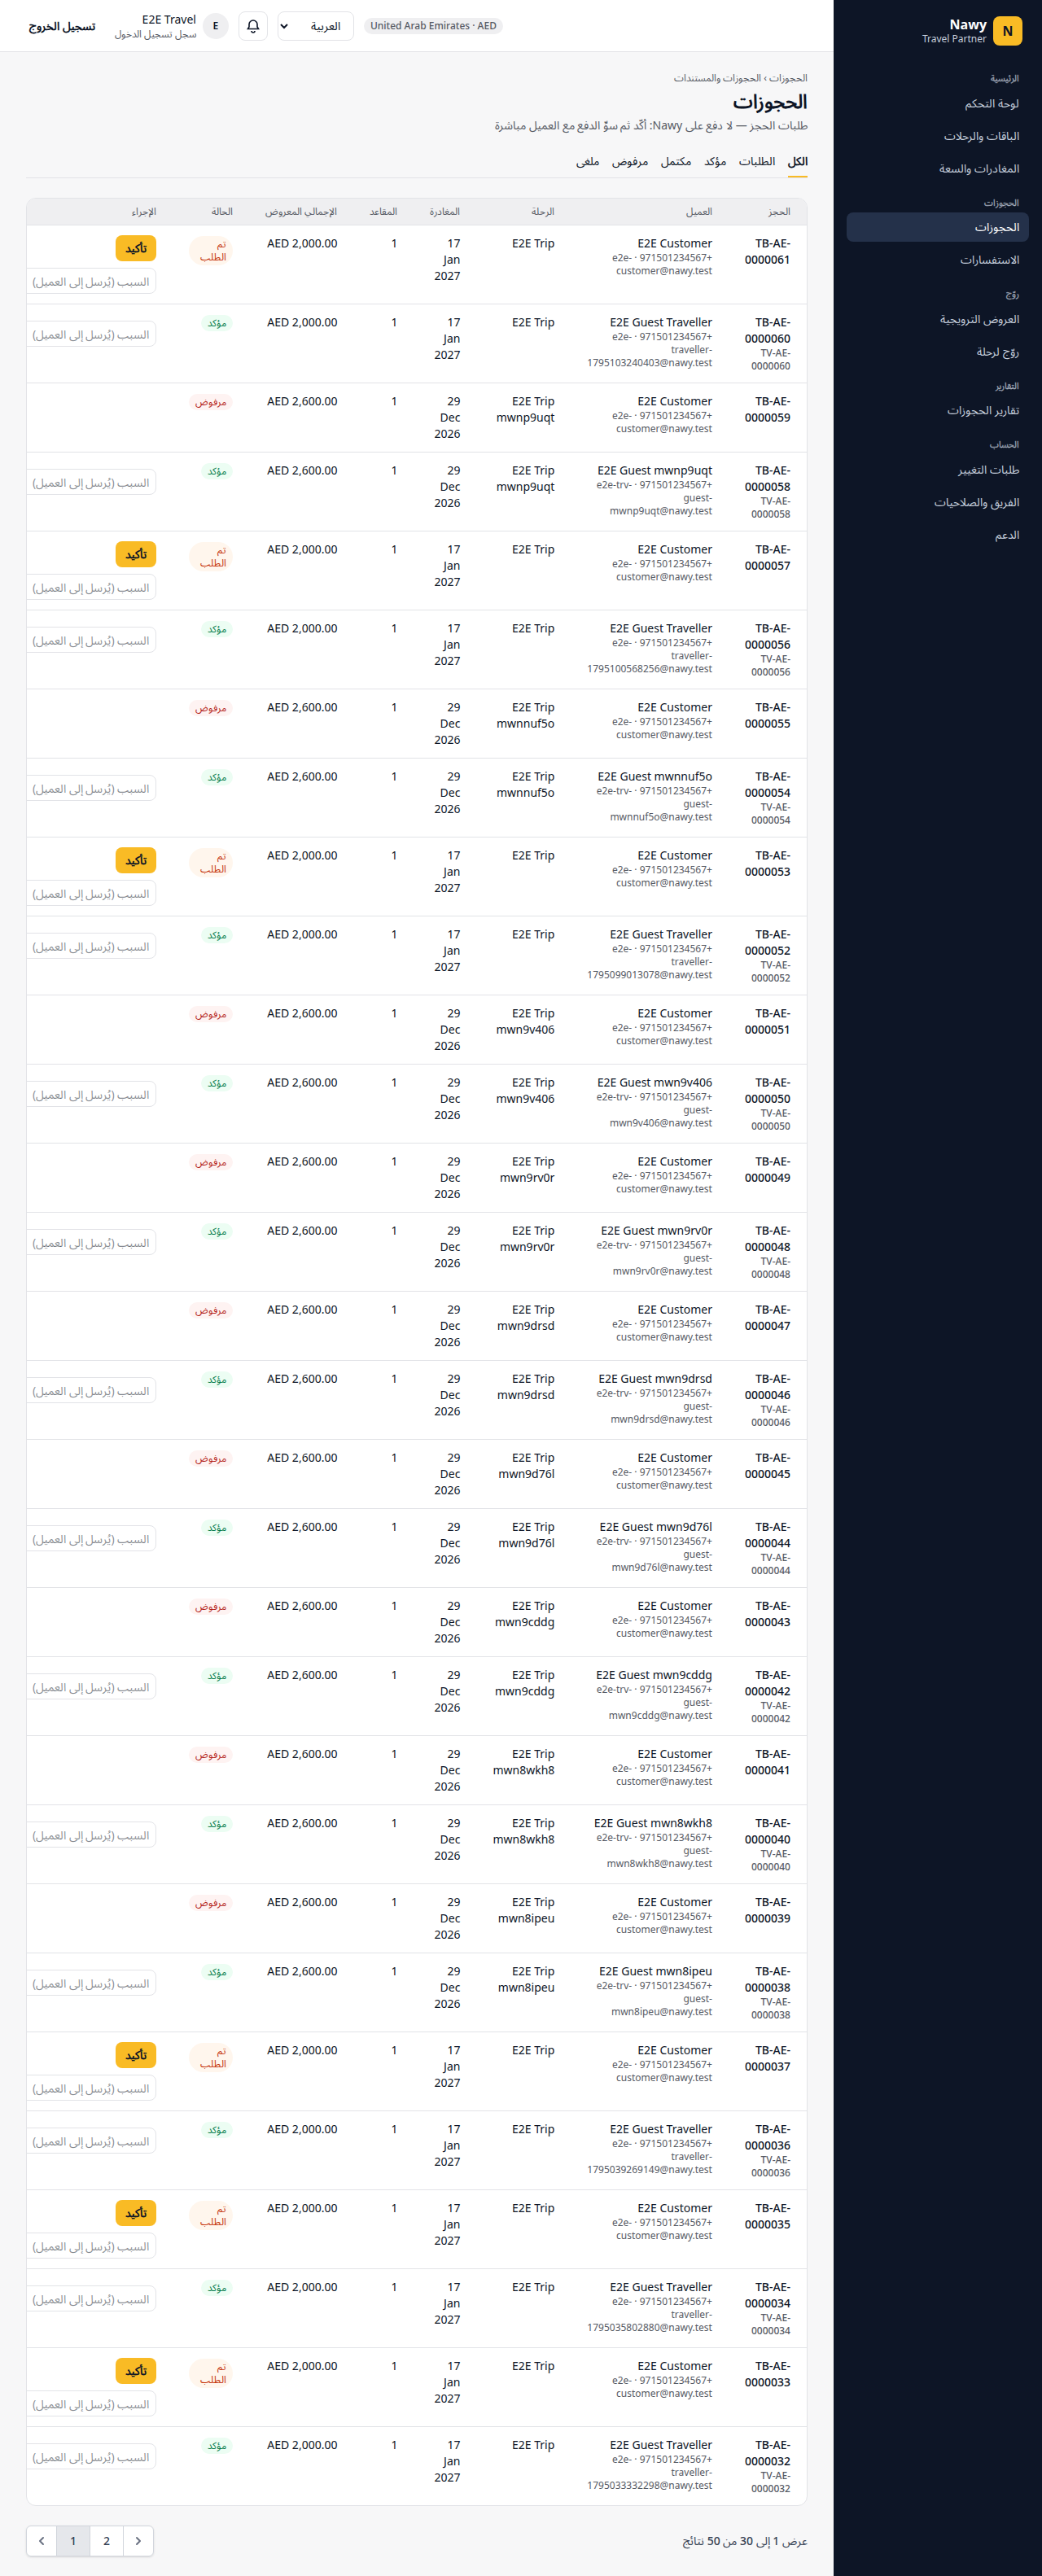 N
Nawy
Travel Partner
الرئيسية
لوحة التحكم
الباقات والرحلات
المغادرات والسعة
الحجوزات
الحجوزات
الاستفسارات
روّج
العروض الترويجية
روّج لرحلة
التقارير
تقارير الحجوزات
الحساب
طلبات التغيير
الفريق والصلاحيات
الدعم
United Arab Emirates · AED
العربية
E
E2E Travel
سجل تسجيل الدخول
تسجيل الخروج
الحجوزات › الحجوزات والمستندات
الحجوزات
طلبات الحجز — لا دفع على Nawy: أكّد ثم سوِّ الدفع مع العميل مباشرة
الكل الطلبات مؤكد مكتمل مرفوض ملغى
الحجز العميل الرحلة المغادرة المقاعد الإجمالي المعروض الحالة الإجراء
TB-AE-0000061 E2E Customer +971501234567 · e2e-customer@nawy.test E2E Trip 17 Jan 2027 1 AED 2,000.00 تم الطلب تأكيد السبب (يُرسل إلى العميل)
TB-AE-0000060 TV-AE-0000060 E2E Guest Traveller +971501234567 · e2e-traveller-1795103240403@nawy.test E2E Trip 17 Jan 2027 1 AED 2,000.00 مؤكد السبب (يُرسل إلى العميل)
TB-AE-0000059 E2E Customer +971501234567 · e2e-customer@nawy.test E2E Trip mwnp9uqt 29 Dec 2026 1 AED 2,600.00 مرفوض
TB-AE-0000058 TV-AE-0000058 E2E Guest mwnp9uqt +971501234567 · e2e-trv-guest-mwnp9uqt@nawy.test E2E Trip mwnp9uqt 29 Dec 2026 1 AED 2,600.00 مؤكد السبب (يُرسل إلى العميل)
TB-AE-0000057 E2E Customer +971501234567 · e2e-customer@nawy.test E2E Trip 17 Jan 2027 1 AED 2,000.00 تم الطلب تأكيد السبب (يُرسل إلى العميل)
TB-AE-0000056 TV-AE-0000056 E2E Guest Traveller +971501234567 · e2e-traveller-1795100568256@nawy.test E2E Trip 17 Jan 2027 1 AED 2,000.00 مؤكد السبب (يُرسل إلى العميل)
TB-AE-0000055 E2E Customer +971501234567 · e2e-customer@nawy.test E2E Trip mwnnuf5o 29 Dec 2026 1 AED 2,600.00 مرفوض
TB-AE-0000054 TV-AE-0000054 E2E Guest mwnnuf5o +971501234567 · e2e-trv-guest-mwnnuf5o@nawy.test E2E Trip mwnnuf5o 29 Dec 2026 1 AED 2,600.00 مؤكد السبب (يُرسل إلى العميل)
TB-AE-0000053 E2E Customer +971501234567 · e2e-customer@nawy.test E2E Trip 17 Jan 2027 1 AED 2,000.00 تم الطلب تأكيد السبب (يُرسل إلى العميل)
TB-AE-0000052 TV-AE-0000052 E2E Guest Traveller +971501234567 · e2e-traveller-1795099013078@nawy.test E2E Trip 17 Jan 2027 1 AED 2,000.00 مؤكد السبب (يُرسل إلى العميل)
TB-AE-0000051 E2E Customer +971501234567 · e2e-customer@nawy.test E2E Trip mwn9v406 29 Dec 2026 1 AED 2,600.00 مرفوض
TB-AE-0000050 TV-AE-0000050 E2E Guest mwn9v406 +971501234567 · e2e-trv-guest-mwn9v406@nawy.test E2E Trip mwn9v406 29 Dec 2026 1 AED 2,600.00 مؤكد السبب (يُرسل إلى العميل)
TB-AE-0000049 E2E Customer +971501234567 · e2e-customer@nawy.test E2E Trip mwn9rv0r 29 Dec 2026 1 AED 2,600.00 مرفوض
TB-AE-0000048 TV-AE-0000048 E2E Guest mwn9rv0r +971501234567 · e2e-trv-guest-mwn9rv0r@nawy.test E2E Trip mwn9rv0r 29 Dec 2026 1 AED 2,600.00 مؤكد السبب (يُرسل إلى العميل)
TB-AE-0000047 E2E Customer +971501234567 · e2e-customer@nawy.test E2E Trip mwn9drsd 29 Dec 2026 1 AED 2,600.00 مرفوض
TB-AE-0000046 TV-AE-0000046 E2E Guest mwn9drsd +971501234567 · e2e-trv-guest-mwn9drsd@nawy.test E2E Trip mwn9drsd 29 Dec 2026 1 AED 2,600.00 مؤكد السبب (يُرسل إلى العميل)
TB-AE-0000045 E2E Customer +971501234567 · e2e-customer@nawy.test E2E Trip mwn9d76l 29 Dec 2026 1 AED 2,600.00 مرفوض
TB-AE-0000044 TV-AE-0000044 E2E Guest mwn9d76l +971501234567 · e2e-trv-guest-mwn9d76l@nawy.test E2E Trip mwn9d76l 29 Dec 2026 1 AED 2,600.00 مؤكد السبب (يُرسل إلى العميل)
TB-AE-0000043 E2E Customer +971501234567 · e2e-customer@nawy.test E2E Trip mwn9cddg 29 Dec 2026 1 AED 2,600.00 مرفوض
TB-AE-0000042 TV-AE-0000042 E2E Guest mwn9cddg +971501234567 · e2e-trv-guest-mwn9cddg@nawy.test E2E Trip mwn9cddg 29 Dec 2026 1 AED 2,600.00 مؤكد السبب (يُرسل إلى العميل)
TB-AE-0000041 E2E Customer +971501234567 · e2e-customer@nawy.test E2E Trip mwn8wkh8 29 Dec 2026 1 AED 2,600.00 مرفوض
TB-AE-0000040 TV-AE-0000040 E2E Guest mwn8wkh8 +971501234567 · e2e-trv-guest-mwn8wkh8@nawy.test E2E Trip mwn8wkh8 29 Dec 2026 1 AED 2,600.00 مؤكد السبب (يُرسل إلى العميل)
TB-AE-0000039 E2E Customer +971501234567 · e2e-customer@nawy.test E2E Trip mwn8ipeu 29 Dec 2026 1 AED 2,600.00 مرفوض
TB-AE-0000038 TV-AE-0000038 E2E Guest mwn8ipeu +971501234567 · e2e-trv-guest-mwn8ipeu@nawy.test E2E Trip mwn8ipeu 29 Dec 2026 1 AED 2,600.00 مؤكد السبب (يُرسل إلى العميل)
TB-AE-0000037 E2E Customer +971501234567 · e2e-customer@nawy.test E2E Trip 17 Jan 2027 1 AED 2,000.00 تم الطلب تأكيد السبب (يُرسل إلى العميل)
TB-AE-0000036 TV-AE-0000036 E2E Guest Traveller +971501234567 · e2e-traveller-1795039269149@nawy.test E2E Trip 17 Jan 2027 1 AED 2,000.00 مؤكد السبب (يُرسل إلى العميل)
TB-AE-0000035 E2E Customer +971501234567 · e2e-customer@nawy.test E2E Trip 17 Jan 2027 1 AED 2,000.00 تم الطلب تأكيد السبب (يُرسل إلى العميل)
TB-AE-0000034 TV-AE-0000034 E2E Guest Traveller +971501234567 · e2e-traveller-1795035802880@nawy.test E2E Trip 17 Jan 2027 1 AED 2,000.00 مؤكد السبب (يُرسل إلى العميل)
TB-AE-0000033 E2E Customer +971501234567 · e2e-customer@nawy.test E2E Trip 17 Jan 2027 1 AED 2,000.00 تم الطلب تأكيد السبب (يُرسل إلى العميل)
TB-AE-0000032 TV-AE-0000032 E2E Guest Traveller +971501234567 · e2e-traveller-1795033332298@nawy.test E2E Trip 17 Jan 2027 1 AED 2,000.00 مؤكد السبب (يُرسل إلى العميل)
عرض 1 إلى 30 من 50 نتائج
1 2